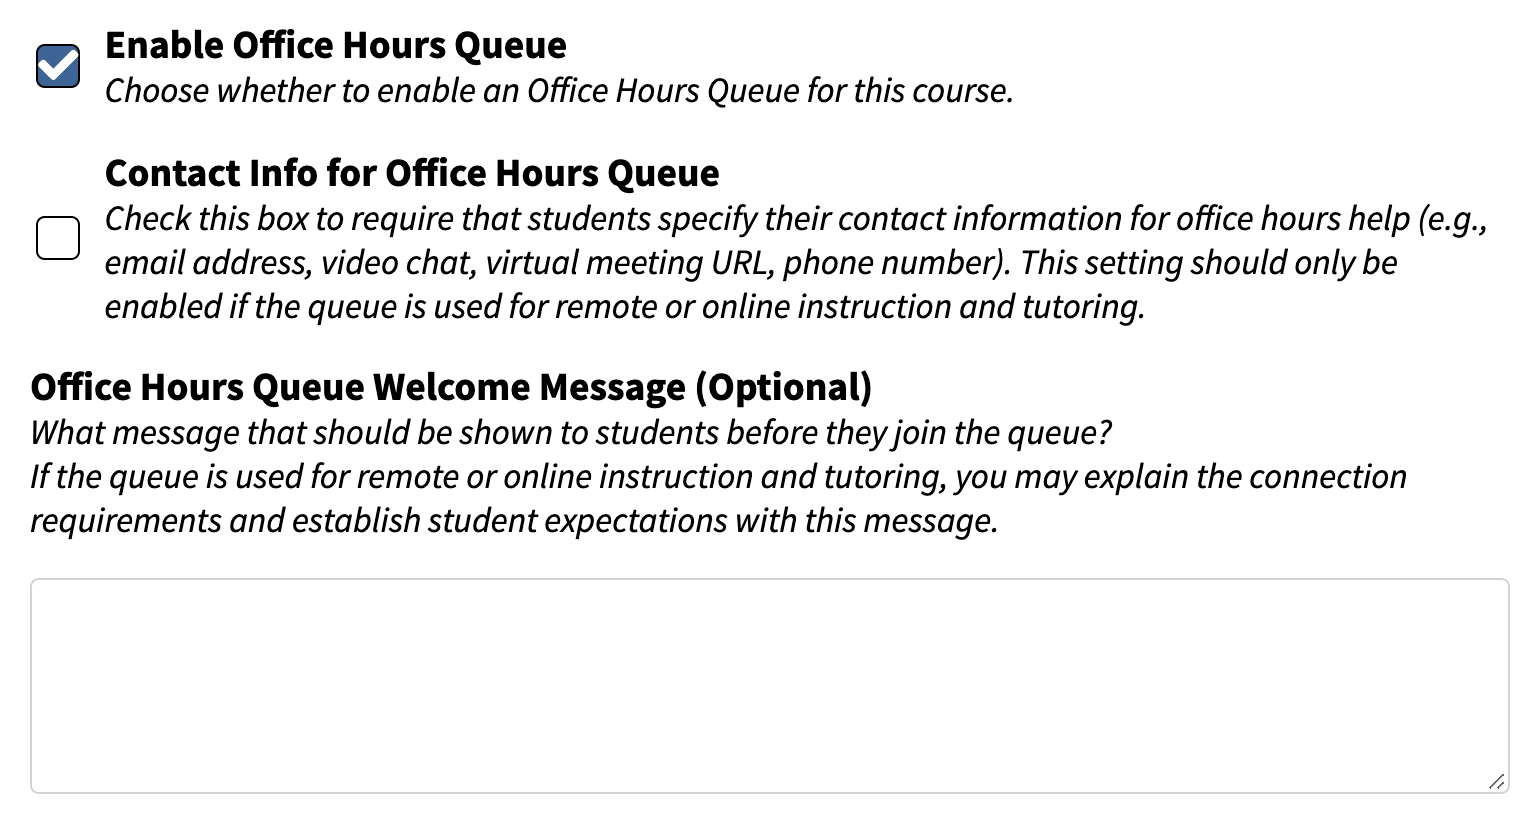 Enable Office Hours Queue
Choose whether to enable an Office Hours Queue for this course.
Contact Info for Office Hours Queue
Check this box to require that students specify their contact information for office hours help (e.g.,
email address, video chat, virtual meeting URL, phone number). This setting should only be
enabled if the queue is used for remote or online instruction and tutoring.
Office Hours Queue Welcome Message (Optional)
What message that should be shown to students before they join the queue?
If the queue is used for remote or online instruction and tutoring, you may explain the connection
requirements and establish student expectations with this message.